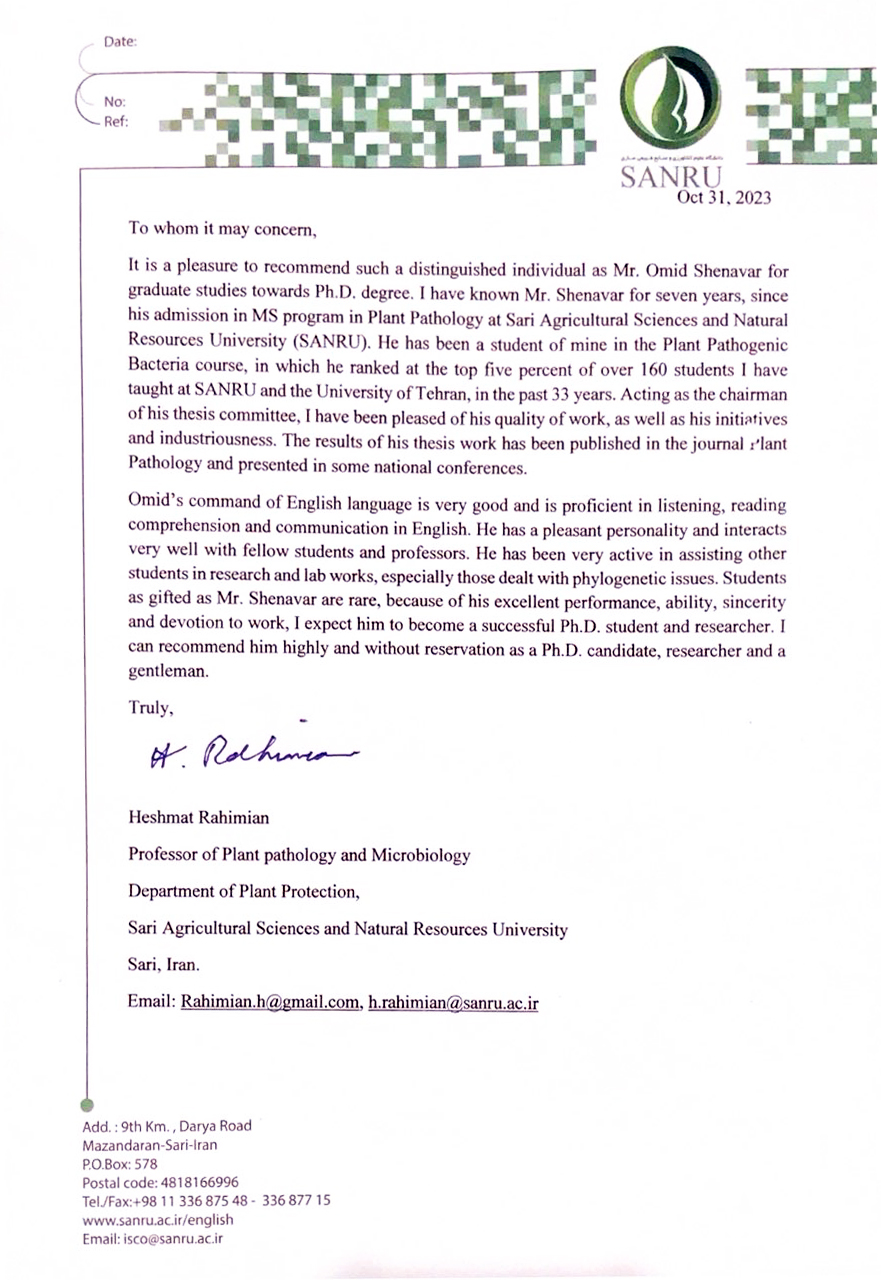 Date:
No:
Ref:
SANRU
Oct 31, 2023
To whom it may concern,
It is a pleasure to recommend such a distinguished individual as Mr. Omid Shenavar for
graduate studies towards Ph.D. degree. I have known Mr. Shenavar for seven years, since
his admission in MS program in Plant Pathology at Sari Agricultural Sciences and Natural
Resources University (SANRU). He has been a student of mine in the Plant Pathogenic
Bacteria course, in which he ranked at the top five percent of over 160 students I have
taught at SANRU and the University of Tehran, in the past 33 years. Acting as the chairman
of his thesis committee, I have been pleased of his quality of work, as well as his initiatives
and industriousness. The results of his thesis work has been published in the journal Plant
Pathology and presented in some national conferences.
Omid's command of English language is very good and is proficient in listening, reading
comprehension and communication in English. He has a pleasant personality and interacts
very well with fellow students and professors. He has been very active in assisting other
students in research and lab works, especially those dealt with phylogenetic issues. Students
as gifted as Mr. Shenavar are rare, because of his excellent performance, ability, sincerity
and devotion to work, I expect him to become a successful Ph.D. student and researcher. I
can recommend him highly and without reservation as a Ph.D. candidate, researcher and a
gentleman.
Truly,
H. Rahimian
Heshmat Rahimian
Professor of Plant pathology and Microbiology
Department of Plant Protection,
Sari Agricultural Sciences and Natural Resources University
Sari, Iran.
Email: Rahimian.h@gmail.com, h.rahimian@sanru.ac.ir
Add. : 9th Km. , Darya Road
Mazandaran-Sari-Iran
P.O.Box: 578
Postal code: 4818166996
Tel./Fax:+98 11 336 875 48 - 336 877 15
www.sanru.ac.ir/english
Email: isco@sanru.ac.ir